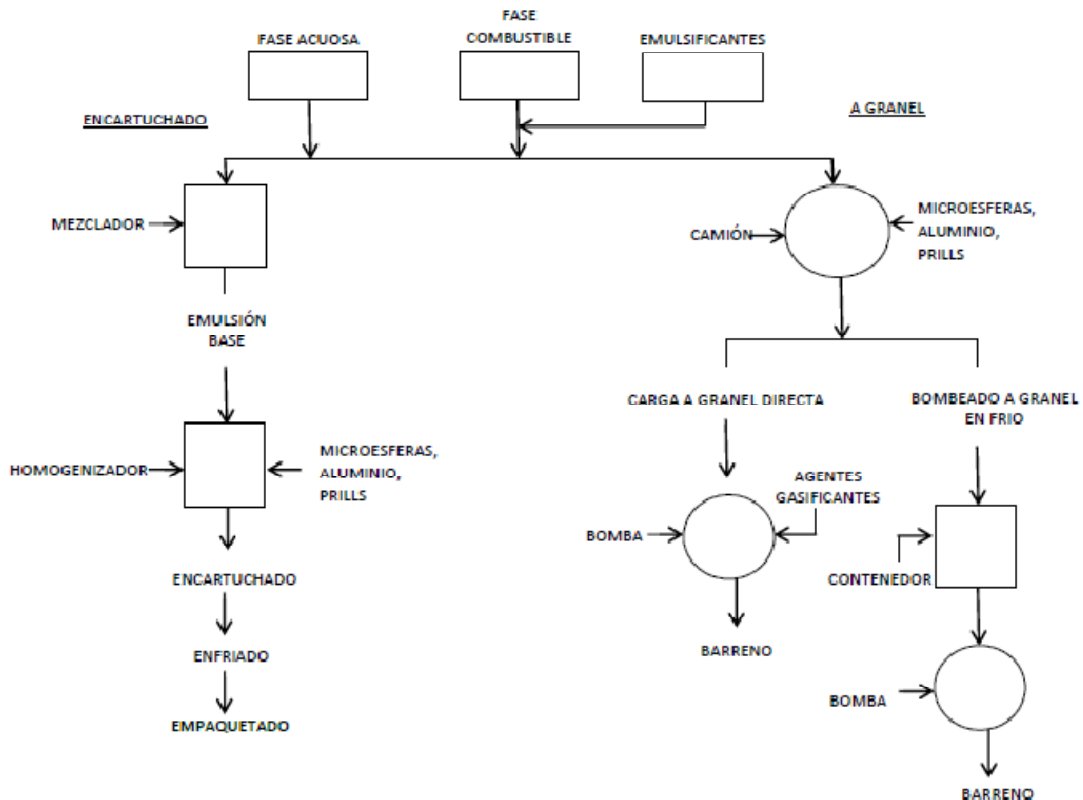 FASE
COMBUSTIBLE
FASE ACUOSA
EMULSIFICANTES
ENCARTUCHADO
A GRANEL
MEZCLADOR
CAMIÓN
MICROESFERAS,
ALUMINIO,
PRILLS
EMULSIÓN
BASE
CARGA A GRANEL DIRECTA
BOMBEADO A GRANEL
EN FRIO
HOMOGENIZADOR
MICROESFERAS,
ALUMINIO,
PRILLS
AGENTES
GASIFICANTES
BOMBA
CONTENEDOR
ENCARTUCHADO
BARRENO
ENFRIADO
BOMBA
EMPAQUETADO
BARRENO